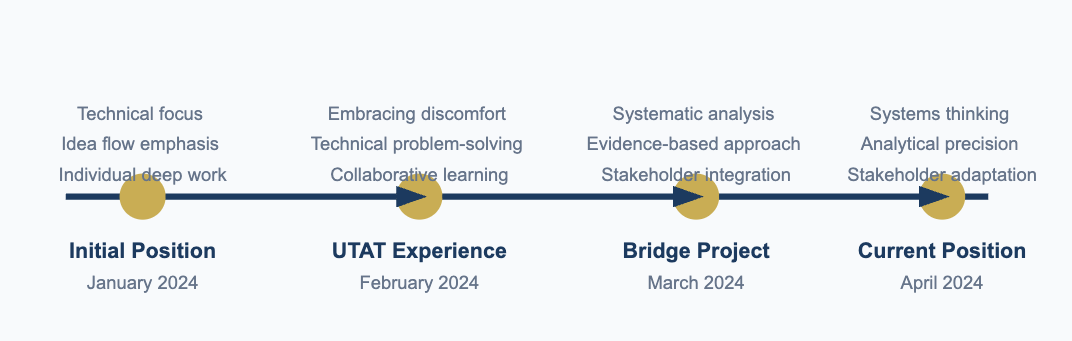 Technical focus
Idea flow emphasis
Individual deep work
Initial Position
January 2024
Embracing discomfort
Technical problem-solving
Collaborative learning
UTAT Experience
February 2024
Systematic analysis
Evidence-based approach
Stakeholder integration
Bridge Project
March 2024
Systems thinking
Analytical precision
Stakeholder adaptation
Current Position
April 2024